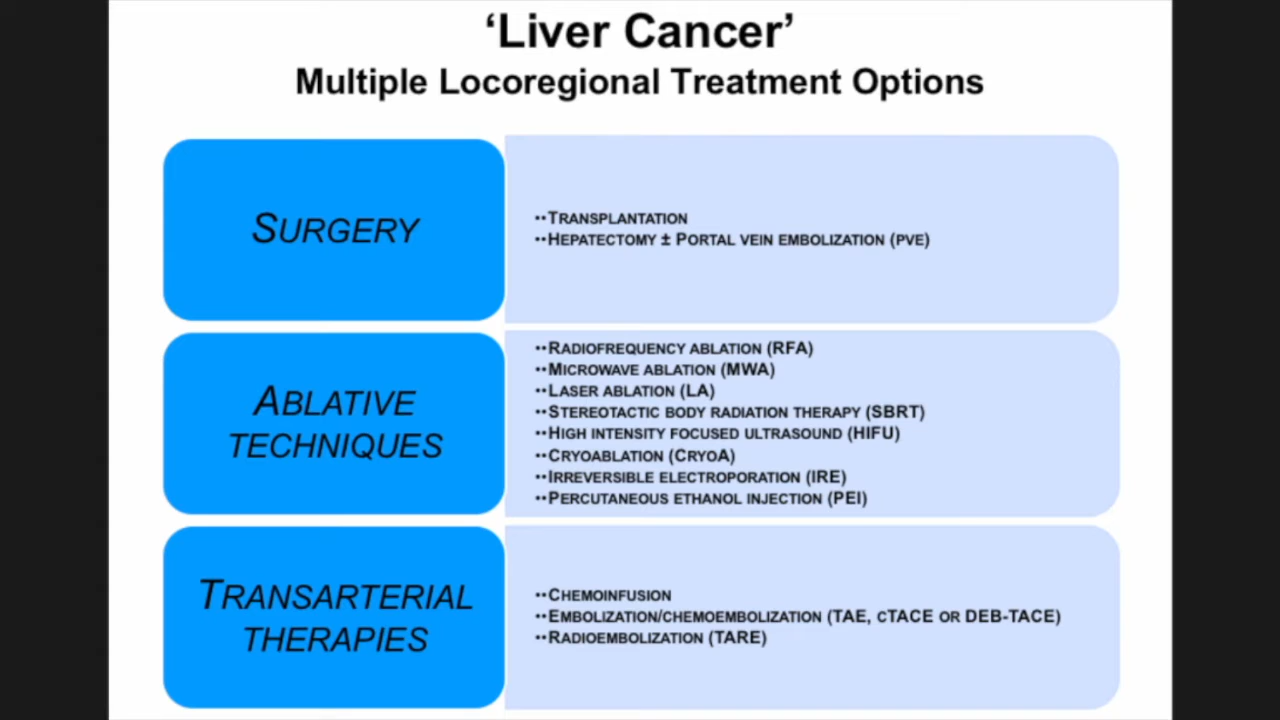 ‘Liver Cancer’
Multiple Locoregional Treatment Options
SURGERY
••TRANSPLANTATION
••HEPATECTOMY ± PORTAL VEIN EMBOLIZATION (PVE)
ABLATIVE
TECHNIQUES
••RADIOFREQUENCY ABLATION (RFA)
••MICROWAVE ABLATION (MWA)
••LASER ABLATION (LA)
••STEREOTACTIC BODY RADIATION THERAPY (SBRT)
••HIGH INTENSITY FOCUSED ULTRASOUND (HIFU)
••CRYOABLATION (CRYOA)
••IRREVERSIBLE ELECTROPORATION (IRE)
••PERCUTANEOUS ETHANOL INJECTION (PEI)
TRANSARTERIAL
THERAPIES
••CHEMOINFUSION
••EMBOLIZATION/CHEMOEMBOLIZATION (TAE, CTACE OR DEB-TACE)
••RADIOEMBOLIZATION (TARE)